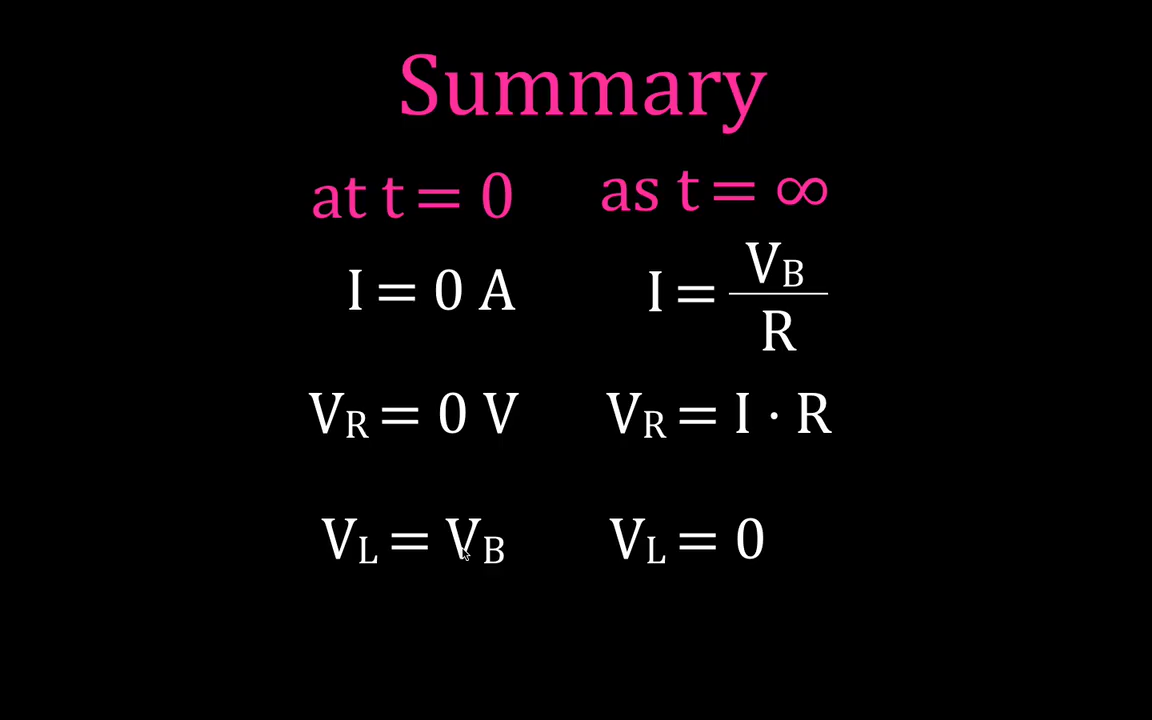 Summary
at t = 0 as t = ∞
I = 0 A I = V_B / R
V_R = 0 V V_R = I · R
V_L = V_B V_L = 0